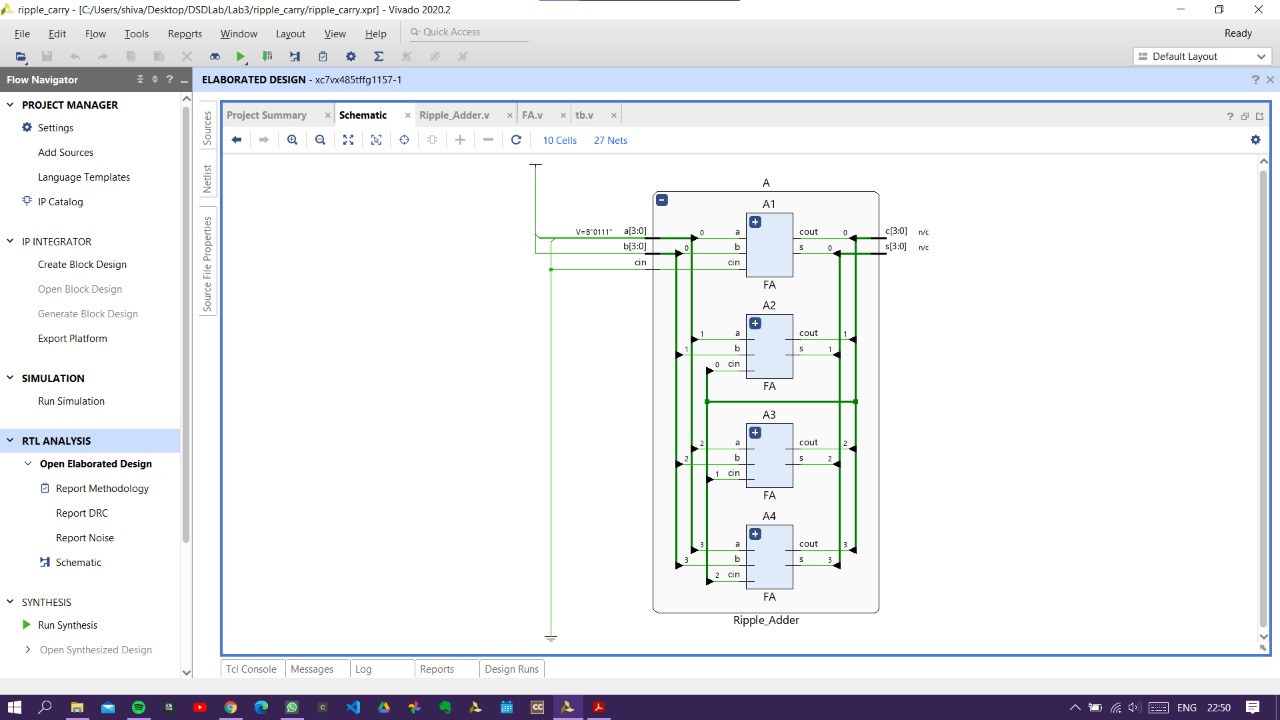 ripple_carry - [C:/Users/shiva/Desktop/DSDLab/Lab3/ripple_carry/ripple_carry.xpr] - Vivado 2020.2
File Edit Flow Tools Reports Window Layout View Help Quick Access Ready
Default Layout
Flow Navigator
ELABORATED DESIGN - xc7vx485tffg1157-1
PROJECT MANAGER
Settings
Add Sources
Language Templates
IP Catalog
IP INTEGRATOR
Create Block Design
Open Block Design
Generate Block Design
Export Platform
SIMULATION
Run Simulation
RTL ANALYSIS
Open Elaborated Design
Report Methodology
Report DRC
Report Noise
Schematic
SYNTHESIS
Run Synthesis
Open Synthesized Design
Sources
Netlist
Source File Properties
Project Summary Schematic Ripple_Adder.v FA.v tb.v
10 Cells 27 Nets
A
A1
V=B"0111" a[3:0] 0 a cout 0 c[3:0] n/c
b[3:0] 0 b s 0 s[3:0] n/c
cin cin
FA
A2
1 a cout 1
1 b s 1
0 cin
FA
A3
2 a cout 2
2 b s 2
1 cin
FA
A4
3 a cout 3
3 b s 3
2 cin
FA
Ripple_Adder
Tcl Console Messages Log Reports Design Runs
ENG 22:50